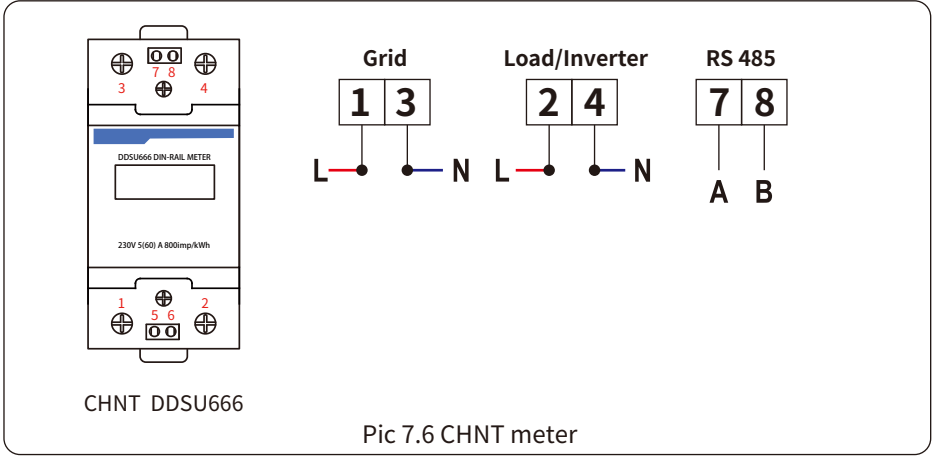 7 8
3 4
DDSU666 DIN-RAIL METER
230V 5(60) A 800imp/kWh
1 2
5 6
CHNT DDSU666
Grid
1 3
L N
Load/Inverter
2 4
L N
RS 485
7 8
A B
Pic 7.6 CHNT meter